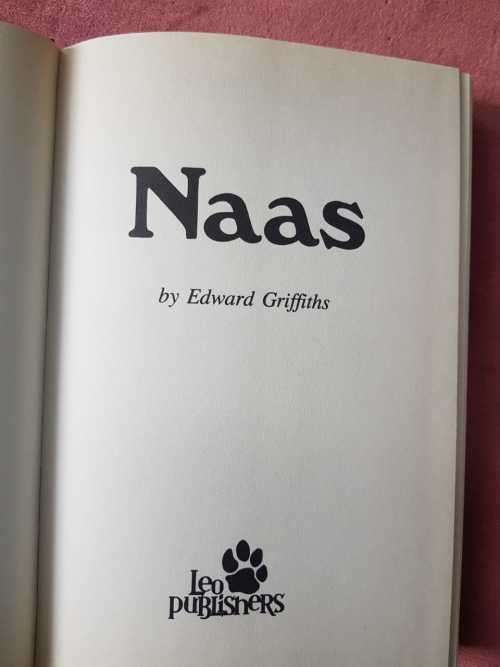 Naas
by Edward Griffiths
Leo
PUBLISHERS